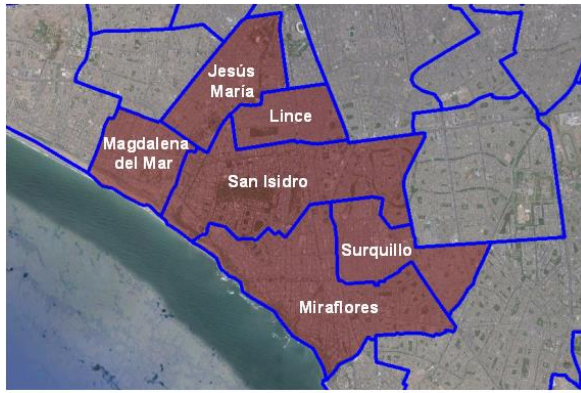 Jesús
María
Lince
Magdalena
del Mar
San Isidro
Surquillo
Miraflores